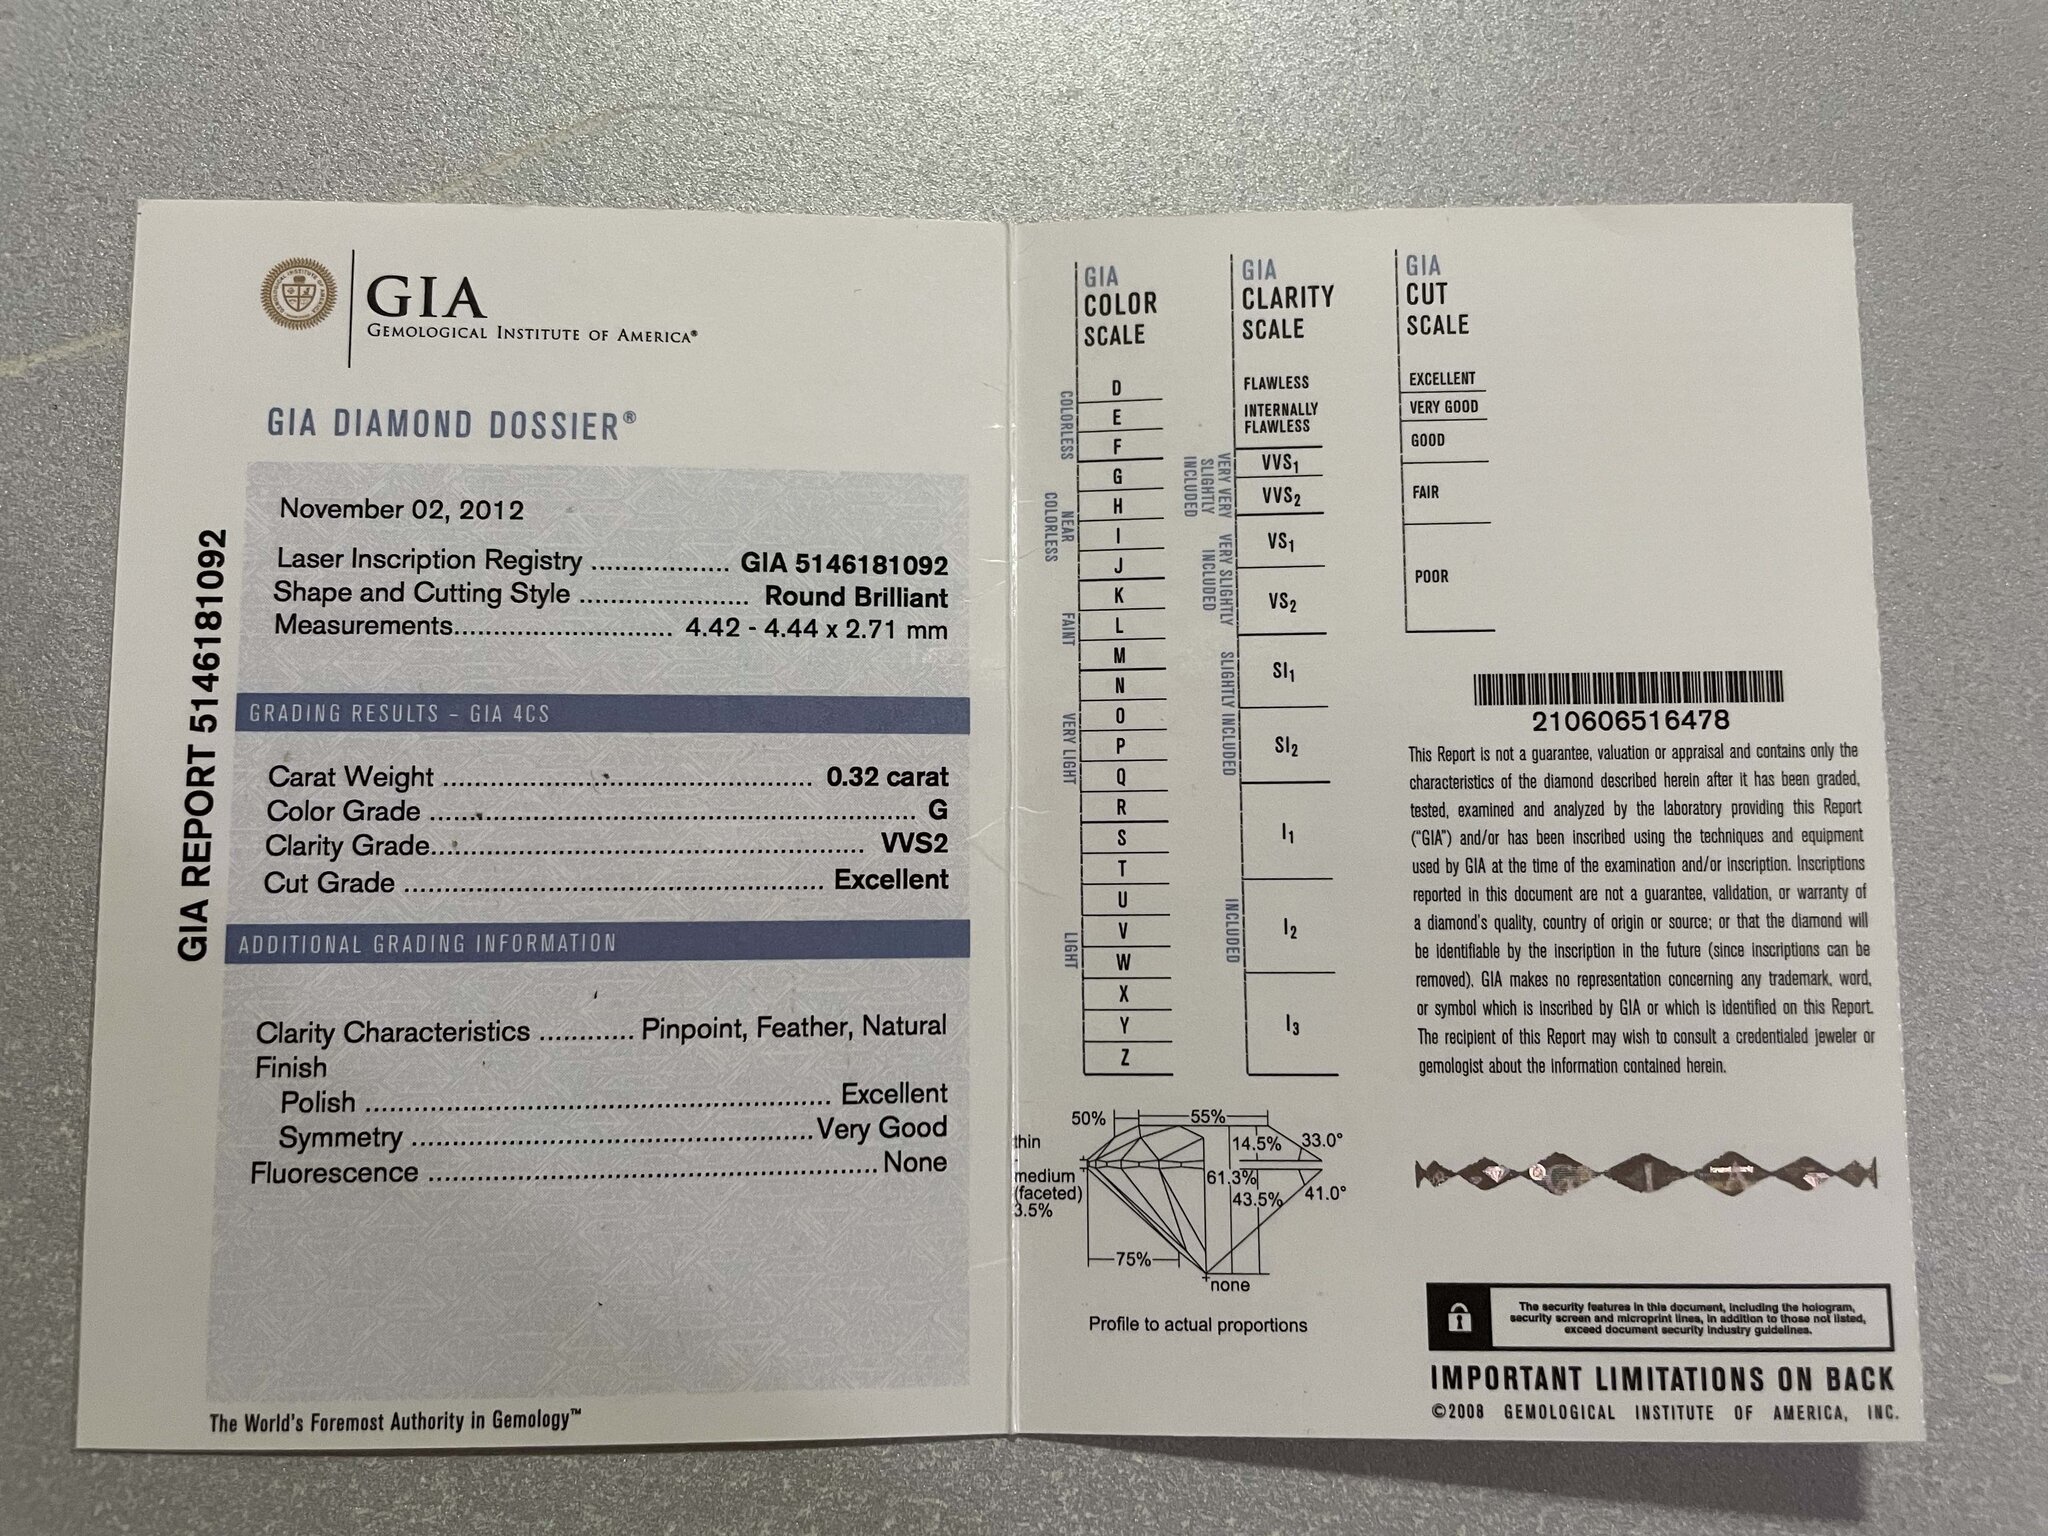 GIA REPORT 5146181092
GIA
GEMOLOGICAL INSTITUTE OF AMERICA®
GIA DIAMOND DOSSIER®
November 02, 2012
Laser Inscription Registry .................. GIA 5146181092
Shape and Cutting Style ...................... Round Brilliant
Measurements............................ 4.42 - 4.44 x 2.71 mm
GRADING RESULTS – GIA 4CS
Carat Weight ................................................ 0.32 carat
Color Grade ............................................................... G
Clarity Grade........................................................ VVS2
Cut Grade ...................................................... Excellent
ADDITIONAL GRADING INFORMATION
Clarity Characteristics ............ Pinpoint, Feather, Natural
Finish
Polish ............................................................ Excellent
Symmetry ....................................................Very Good
Fluorescence .......................................................... None
The World's Foremost Authority in Gemology™
GIA
COLOR
SCALE
COLORLESS
D
E
F
NEAR
COLORLESS
G
H
I
J
FAINT
K
L
M
VERY LIGHT
N
O
P
Q
R
LIGHT
S
T
U
V
W
X
Y
Z
GIA
CLARITY
SCALE
FLAWLESS
INTERNALLY
FLAWLESS
VERY VERY
SLIGHTLY
INCLUDED
VVS1
VVS2
VERY SLIGHTLY
INCLUDED
VS1
VS2
SLIGHTLY INCLUDED
SI1
SI2
INCLUDED
I1
I2
I3
GIA
CUT
SCALE
EXCELLENT
VERY GOOD
GOOD
FAIR
POOR
50%
55%
thin
-
medium
(faceted)
3.5%
14.5%
33.0°
61.3%
43.5%
41.0°
75%
none
Profile to actual proportions
210606516478
This Report is not a guarantee, valuation or appraisal and contains only the
characteristics of the diamond described herein after it has been graded,
tested, examined and analyzed by the laboratory providing this Report
("GIA") and/or has been inscribed using the techniques and equipment
used by GIA at the time of the examination and/or inscription. Inscriptions
reported in this document are not a guarantee, validation, or warranty of
a diamond's quality, country of origin or source; or that the diamond will
be identifiable by the inscription in the future (since inscriptions can be
removed). GIA makes no representation concerning any trademark, word,
or symbol which is inscribed by GIA or which is identified on this Report.
The recipient of this Report may wish to consult a credentialed jeweler or
gemologist about the information contained herein.
The security features in this document, including the hologram,
security screen and microprint lines, in addition to those not listed,
exceed document security industry guidelines.
IMPORTANT LIMITATIONS ON BACK
©2008 GEMOLOGICAL INSTITUTE OF AMERICA, INC.